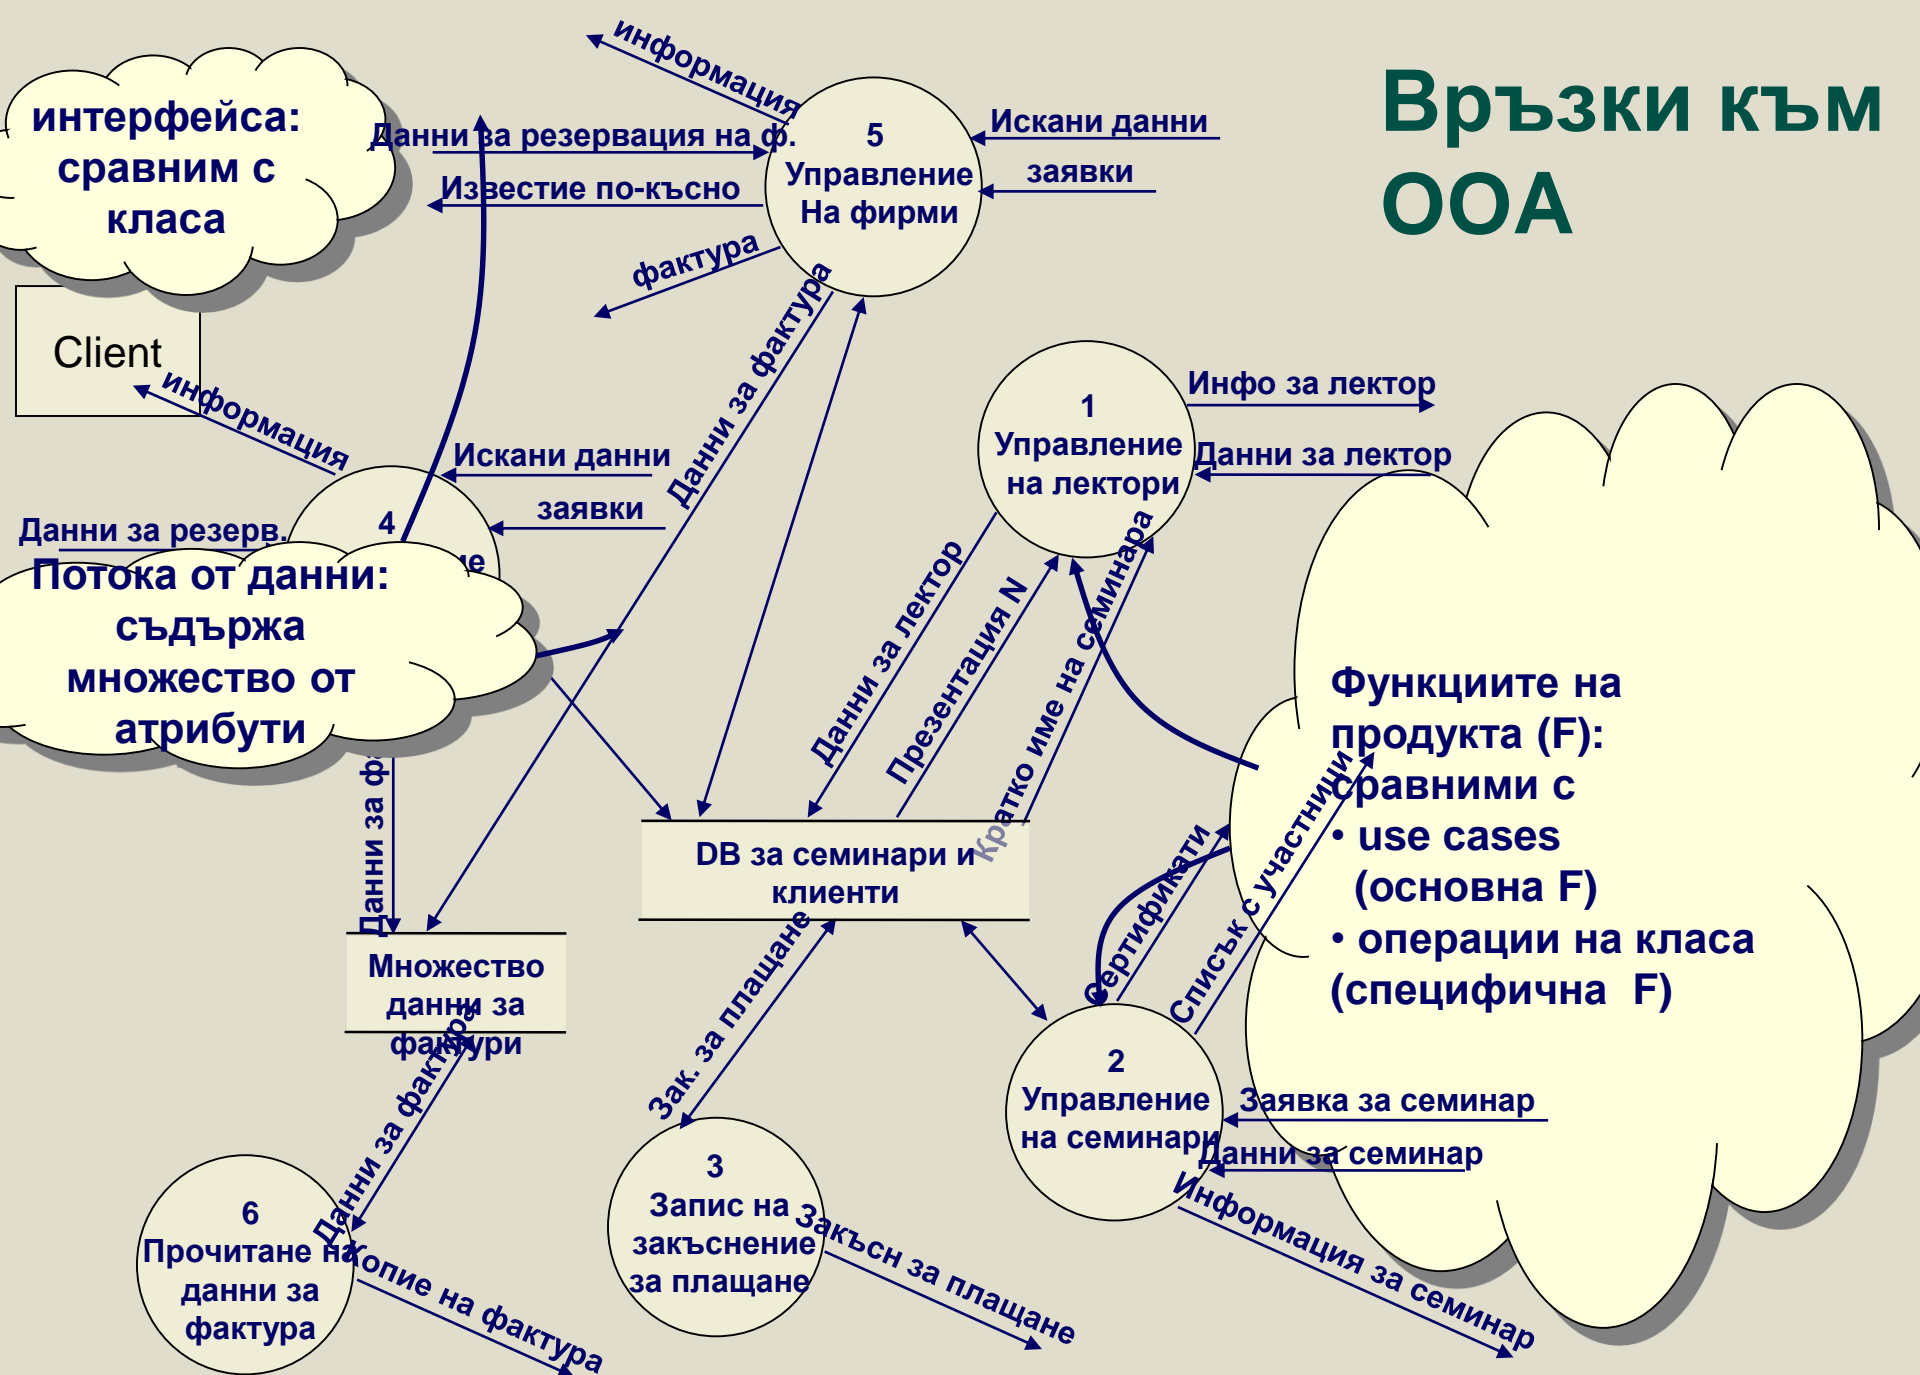 Връзки към
ООА
информация
интерфейса:
сравним с
класа
Данни за резервация на ф.
Известие по-късно
фактура
5
Управление
На фирми
Искани данни
заявки
Client
информация
Данни за фактура
Искани данни
заявки
Данни за резерв.
4
ие
Потока от данни:
съдържа
множество от
атрибути
1
Управление
на лектори
Инфо за лектор
Данни за лектор
Данни за лектор
Презентация N
Кратко име на семинара
Функциите на
продукта (F):
сравними с
• use cases
(основна F)
• операции на класа
(специфична F)
DB за семинари и
клиенти
Данни за ф
Множество
данни за
фактури
Данни за фактура
Зак. за плащане
Сертификати
Списък с участници
2
Управление
на семинари
Заявка за семинар
Данни за семинар
Информация за семинар
3
Запис на
закъснение
за плащане
Закъсн за плащане
6
Прочитане на
данни за
фактура
Копие на фактура